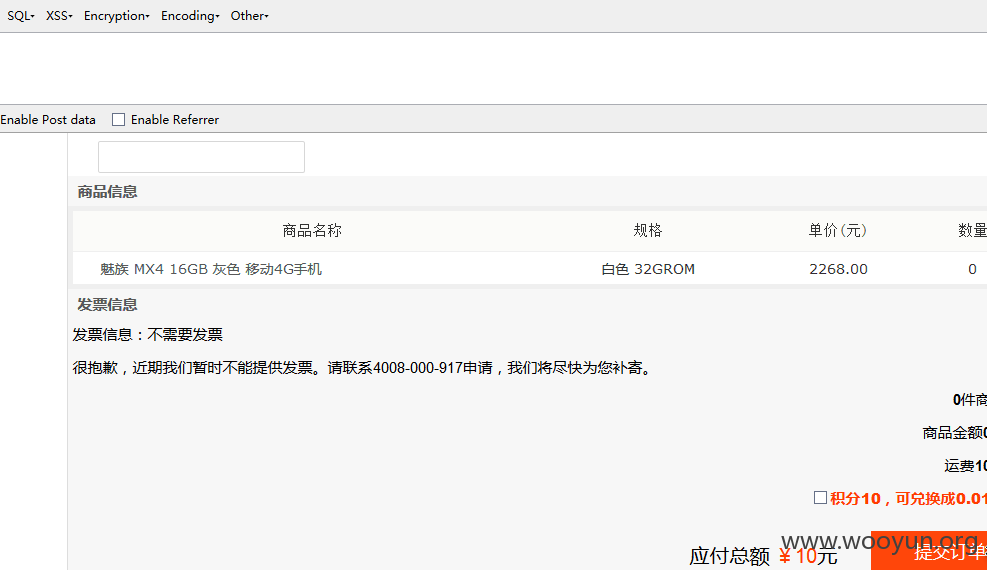 SQL▾ XSS▾ Encryption▾ Encoding▾ Other▾
Enable Post data Enable Referrer
商品信息
商品名称 规格 单价(元) 数量
魅族 MX4 16GB 灰色 移动4G手机 白色 32GROM 2268.00 0
发票信息
发票信息：不需要发票
很抱歉，近期我们暂时不能提供发票。请联系4008-000-917申请，我们将尽快为您补寄。
0件商
商品金额0
运费10
积分10，可兑换成0.01
www.wooyun.org
应付总额 ¥10元 提交订单